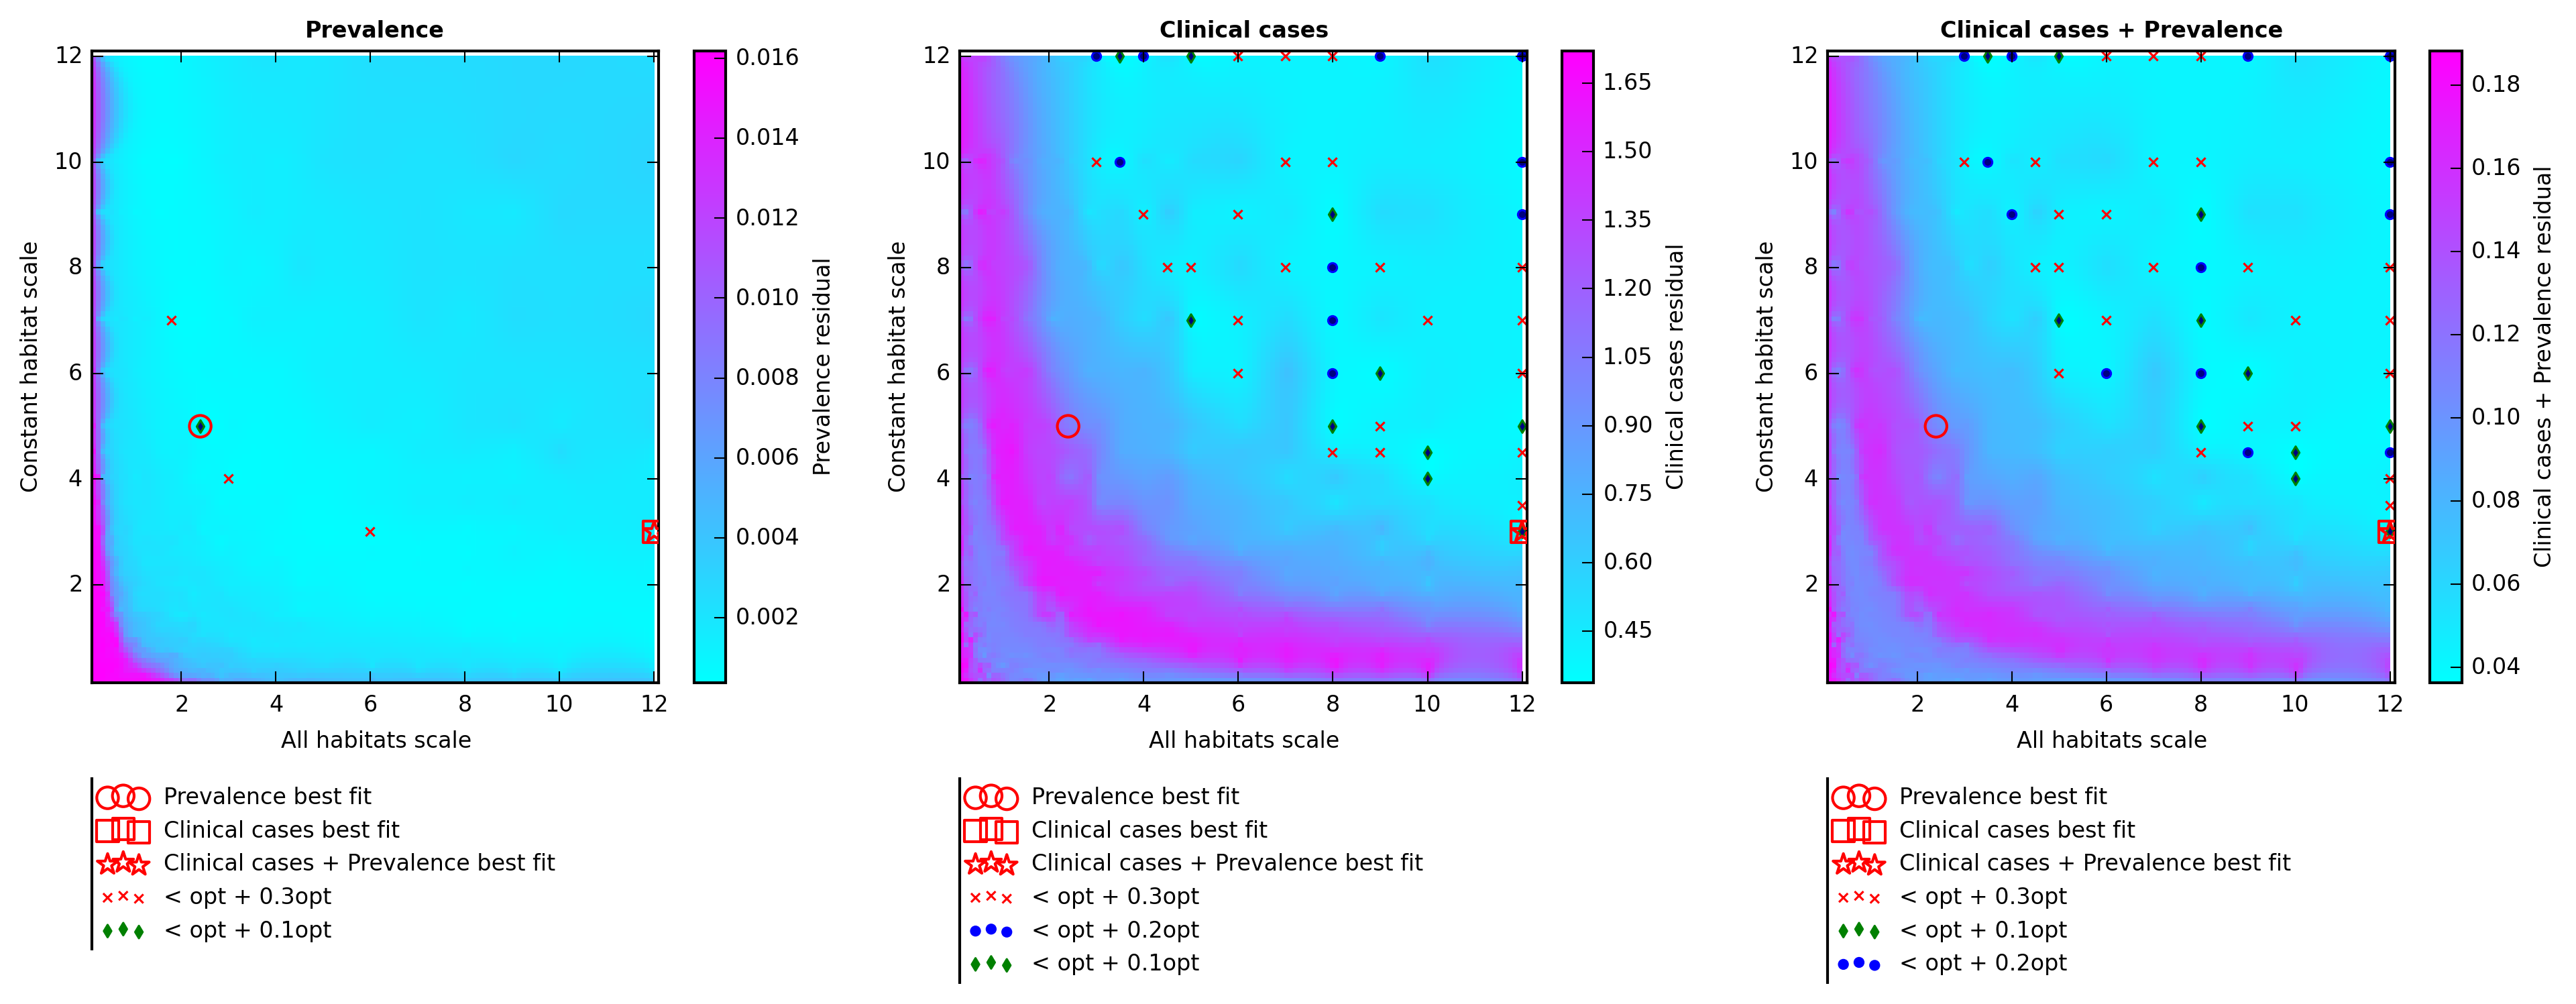 Prevalence
12
10
8
6
4
2
2 4 6 8 10 12
Constant habitat scale
All habitats scale
0.016
0.014
0.012
0.010
0.008
0.006
0.004
0.002
Prevalence residual
Prevalence best fit
Clinical cases best fit
Clinical cases + Prevalence best fit
< opt + 0.3opt
< opt + 0.1opt
Clinical cases
12
10
8
6
4
2
2 4 6 8 10 12
Constant habitat scale
All habitats scale
1.65
1.50
1.35
1.20
1.05
0.90
0.75
0.60
0.45
Clinical cases residual
Prevalence best fit
Clinical cases best fit
Clinical cases + Prevalence best fit
< opt + 0.3opt
< opt + 0.2opt
< opt + 0.1opt
Clinical cases + Prevalence
12
10
8
6
4
2
2 4 6 8 10 12
Constant habitat scale
All habitats scale
0.18
0.16
0.14
0.12
0.10
0.08
0.06
0.04
Clinical cases + Prevalence residual
Prevalence best fit
Clinical cases best fit
Clinical cases + Prevalence best fit
< opt + 0.3opt
< opt + 0.1opt
< opt + 0.2opt